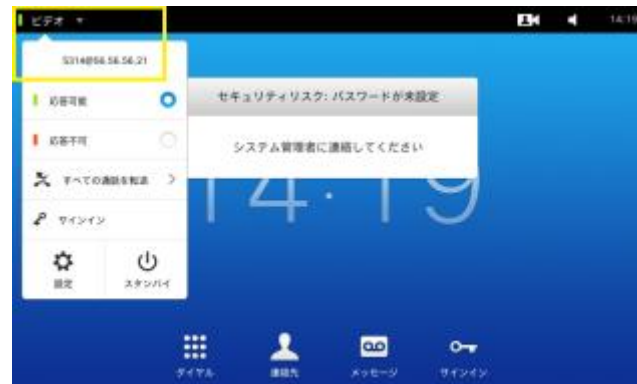 ビデオ
14:19
5314@56.56.56.21
応答可能
応答不可
すべての通話を転送
サインイン
設定
スタンバイ
セキュリティリスク: パスワードが未設定
システム管理者に連絡してください
14:19
ダイヤル
連絡先
メッセージ
サインイン